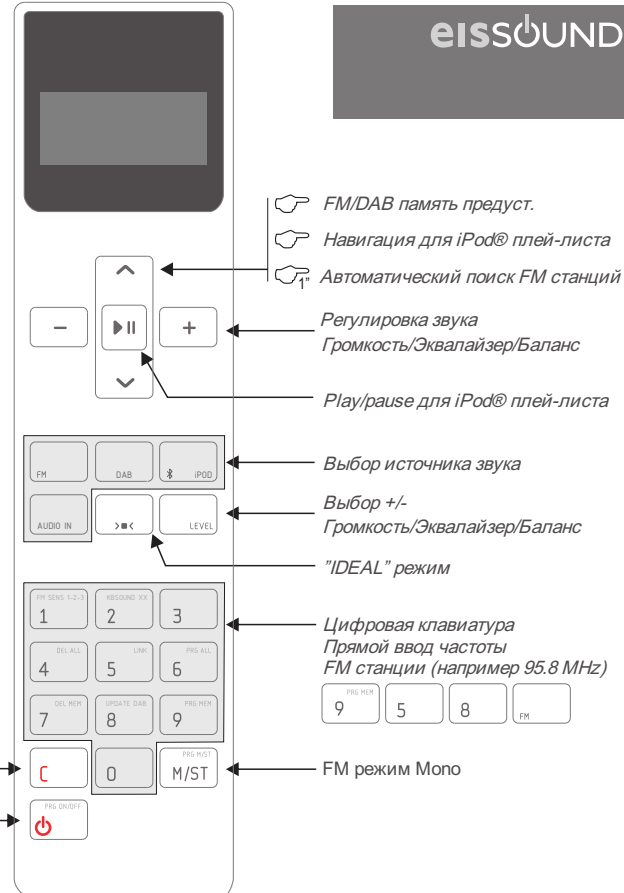 eissound
FM/DAB память предуст.
Навигация для iPod® плей-листа
1" Автоматический поиск FM станций
Регулировка звука
Громкость/Эквалайзер/Баланс
Play/pause для iPod® плей-листа
FM DAB iPOD
Выбор источника звука
AUDIO IN >■< LEVEL
Выбор +/-
Громкость/Эквалайзер/Баланс
"IDEAL" режим
FM SENS 1-2-3 KBSOUND KX
1 2 3
Цифровая клавиатура
Прямой ввод частоты
FM станции (например 95.8 MHz)
DEL ALL LINK PRG ALL
4 5 6
DEL MEM UPDATE DAB PRG MEM
7 8 9
PRG MEM
9 5 8 FM
PRG M/ST
C 0 M/ST
FM режим Mono
PRG ON/OFF